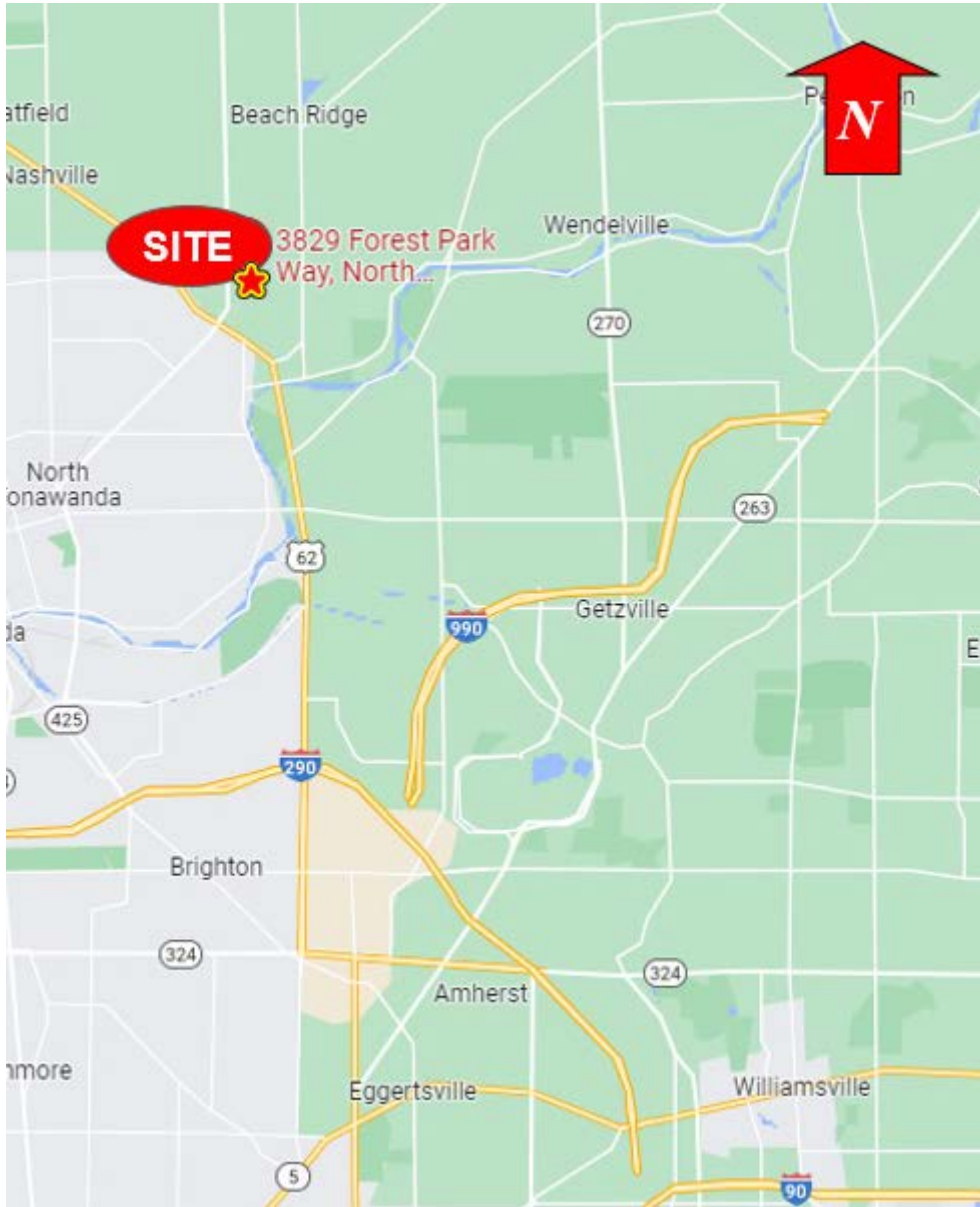 atfield
Beach Ridge
N
Nashville
SITE
3829 Forest Park
Way, North...
Wendelville
270
North
onawanda
263
62
Getzville
990
da
E
425
290
Brighton
324
324
Amherst
nmore
Eggertsville
Williamsville
5
90